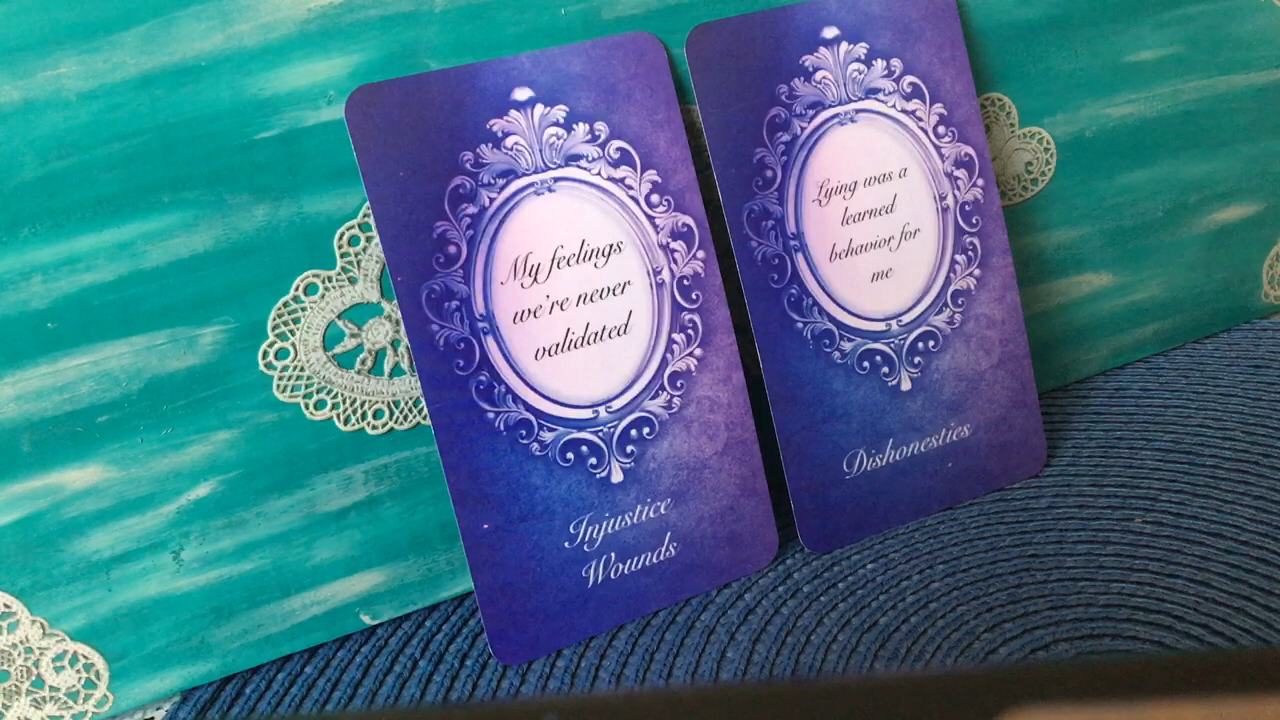 My feelings
we're never
validated
Injustice
Wounds
Lying was a
learned
behavior for
me
Dishonesties